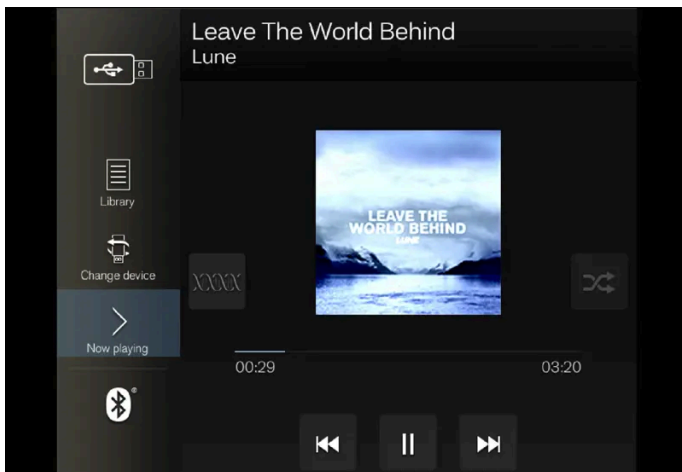 Leave The World Behind
Lune
Library
LEAVE THE
WORLD BEHIND
LUNE
Change device
XXXX
Now playing
00:29
03:20